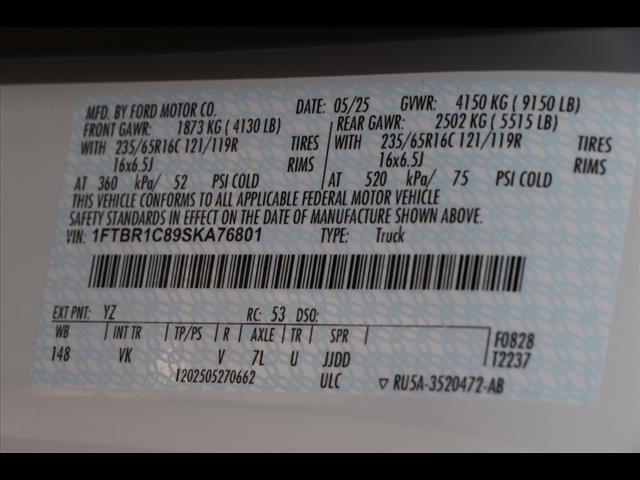 MFD. BY FORD MOTOR CO. DATE: 05/25 GVWR: 4150 KG ( 9150 LB)
FRONT GAWR: 1873 KG ( 4130 LB) REAR GAWR: 2502 KG ( 5515 LB)
WITH 235/65R16C 121/119R TIRES WITH 235/65R16C 121/119R TIRES
16x6.5J RIMS 16x6.5J RIMS
AT 360 kPa/ 52 PSI COLD AT 520 kPa/ 75 PSI COLD
THIS VEHICLE CONFORMS TO ALL APPLICABLE FEDERAL MOTOR VEHICLE
SAFETY STANDARDS IN EFFECT ON THE DATE OF MANUFACTURE SHOWN ABOVE.
VIN: 1FTBR1C89SKA76801 TYPE: Truck
EXT PNT: YZ RC: 53 DSO:
WB INT TR TP/PS R AXLE TR SPR F0828
148 VK V 7L U JJDD T2237
1202505270662 ULC ▽ RU5A-3520472-AB